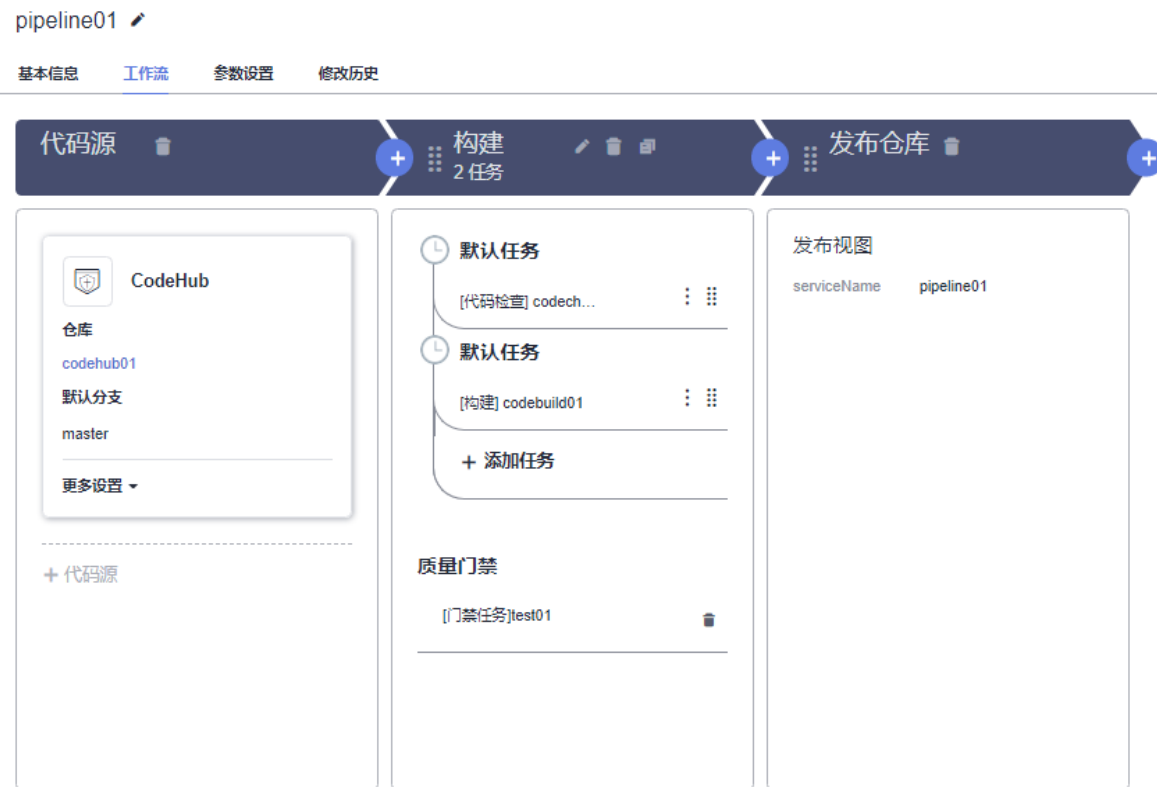 pipeline01
基本信息 工作流 参数设置 修改历史
代码源
构建
2 任务
发布仓库
CodeHub
仓库
codehub01
默认分支
master
更多设置
+ 代码源
默认任务
[代码检查] codech...
默认任务
[构建] codebuild01
+ 添加任务
质量门禁
[门禁任务]test01
发布视图
serviceName pipeline01